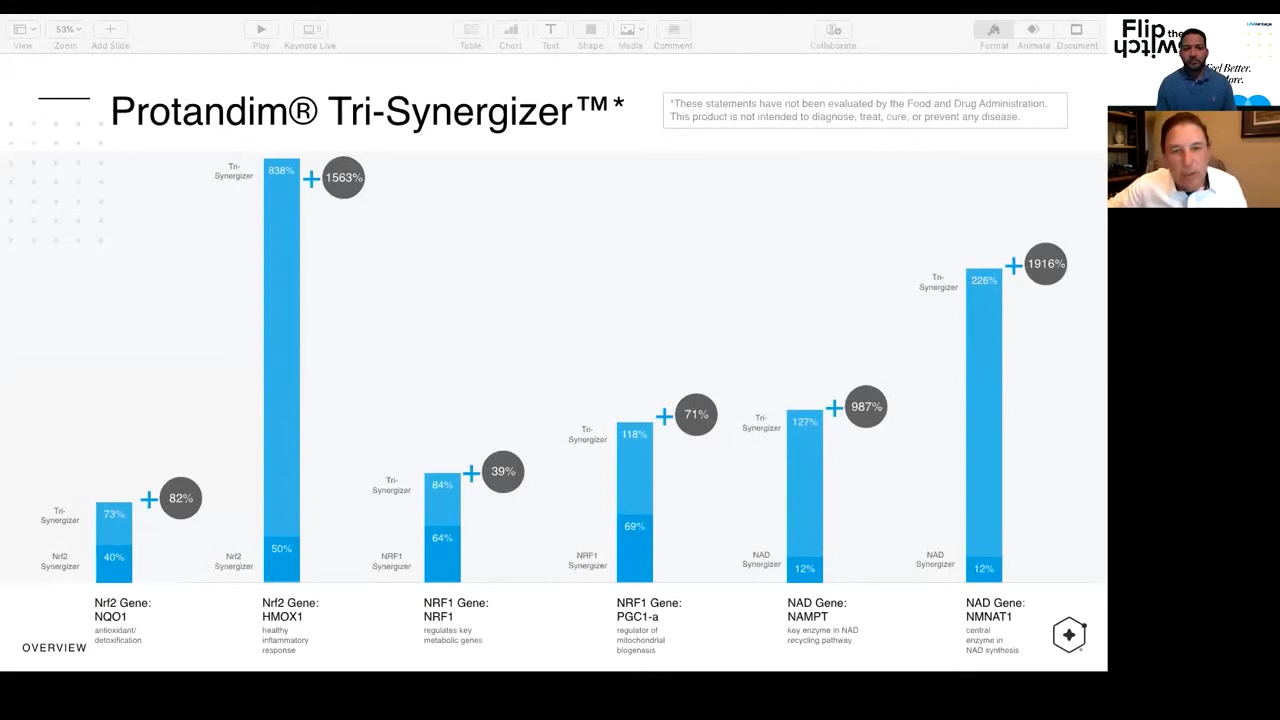 View
53%
Zoom
Add Slide
Play
Keynote Live
Table
Chart
Text
Shape
Media
Comment
Collaborate
Format
Animate
Document
Protandim® Tri-Synergizer™*
*These statements have not been evaluated by the Food and Drug Administration.
This product is not intended to diagnose, treat, cure, or prevent any disease.
Flip
the
Switch
Feel Better.
Tri-
Synergizer
73%
82%
Nrf2
Synergizer
40%
Nrf2 Gene:
NQO1
antioxidant/
detoxification
Tri-
Synergizer
838%
1563%
Nrf2
Synergizer
50%
Nrf2 Gene:
HMOX1
healthy
inflammatory
response
Tri-
Synergizer
84%
39%
NRF1
Synergizer
64%
NRF1 Gene:
NRF1
regulates key
metabolic genes
Tri-
Synergizer
118%
71%
NRF1
Synergizer
69%
NRF1 Gene:
PGC1-a
regulator of
mitochondrial
biogenesis
Tri-
Synergizer
127%
987%
NAD
Synergizer
12%
NAD Gene:
NAMPT
key enzyme in NAD
recycling pathway
Tri-
Synergizer
226%
1916%
NAD
Synergizer
12%
NAD Gene:
NMNAT1
central
enzyme in
NAD synthesis
OVERVIEW